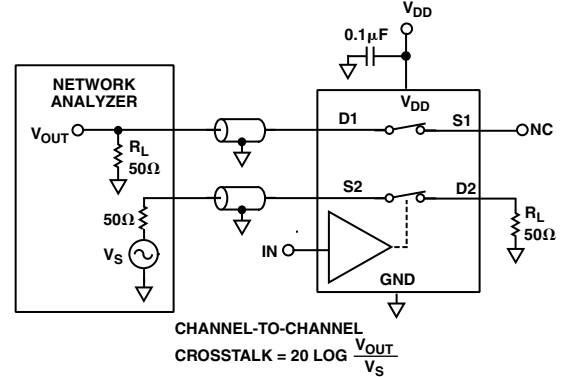 V_DD
0.1µF
NETWORK
ANALYZER
V_DD
V_OUT
D1
S1
NC
R_L
50Ω
S2
D2
50Ω
R_L
50Ω
V_S
IN
GND
CHANNEL-TO-CHANNEL
CROSSTALK = 20 LOG V_OUT / V_S